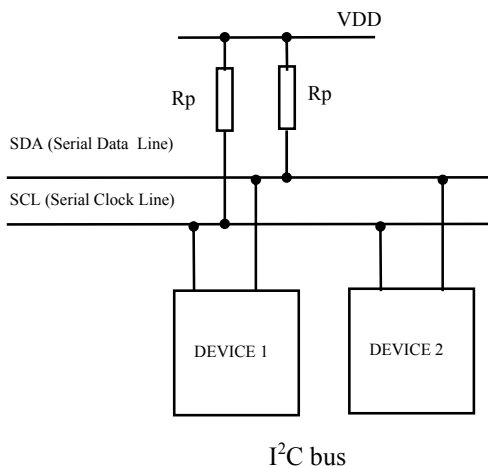 VDD
Rp
Rp
SDA (Serial Data Line)
SCL (Serial Clock Line)
DEVICE 1
DEVICE 2
I²C bus